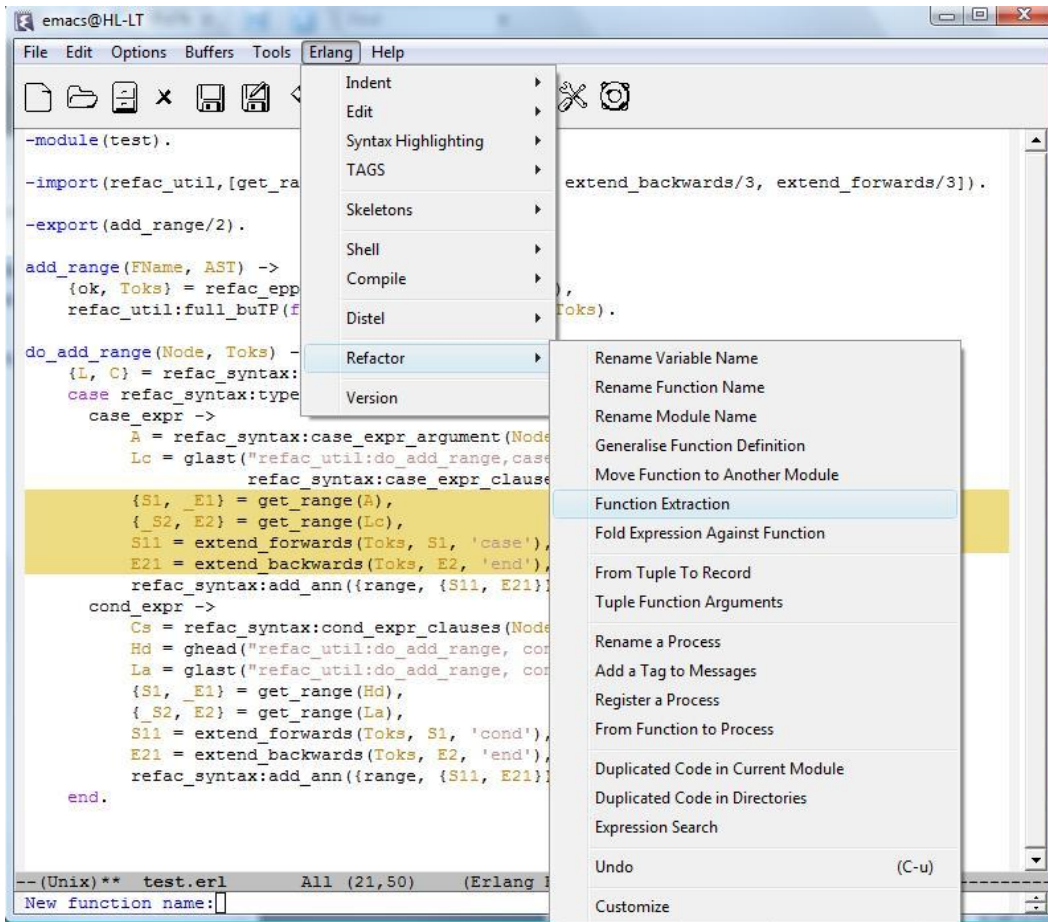 emacs@HL-LT
File Edit Options Buffers Tools Erlang Help
Indent
Edit
Syntax Highlighting
TAGS
Skeletons
Shell
Compile
Distel
Refactor
Version
Rename Variable Name
Rename Function Name
Rename Module Name
Generalise Function Definition
Move Function to Another Module
Function Extraction
Fold Expression Against Function
From Tuple To Record
Tuple Function Arguments
Rename a Process
Add a Tag to Messages
Register a Process
From Function to Process
Duplicated Code in Current Module
Duplicated Code in Directories
Expression Search
Undo (C-u)
Customize
-module(test).
-import(refac_util,[get_ra extend_backwards/3, extend_forwards/3]).
-export(add_range/2).
add_range(FName, AST) ->
{ok, Toks} = refac_epp ),
refac_util:full_buTP(f Toks).
do_add_range(Node, Toks) -
{L, C} = refac_syntax:
case refac_syntax:type
case_expr ->
A = refac_syntax:case_expr_argument(Node
Lc = glast("refac_util:do_add_range,case
refac_syntax:case_expr_clause
{S1, _E1} = get_range(A),
{_S2, E2} = get_range(Lc),
S11 = extend_forwards(Toks, S1, 'case'),
E21 = extend_backwards(Toks, E2, 'end'),
refac_syntax:add_ann({range, {S11, E21}}
cond_expr ->
Cs = refac_syntax:cond_expr_clauses(Node
Hd = ghead("refac_util:do_add_range, con
La = glast("refac_util:do_add_range, con
{S1, _E1} = get_range(Hd),
{_S2, E2} = get_range(La),
S11 = extend_forwards(Toks, S1, 'cond'),
E21 = extend_backwards(Toks, E2, 'end'),
refac_syntax:add_ann({range, {S11, E21}}
end.
--(Unix)** test.erl All (21,50) (Erlang
New function name: